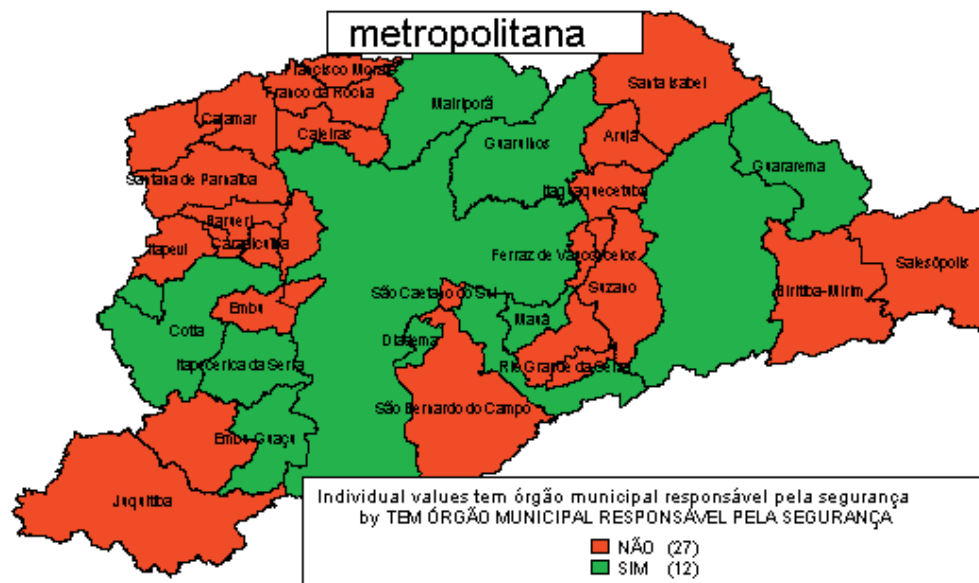 metropolitana
Francisco Morato
Santa Isabel
Franco da Rocha
Mairiporã
Cajamar
Caieiras
Guarulhos
Arujá
Guararema
Santana de Parnaíba
Itaquaquecetuba
Barueri
Itapevi
Carapicuíba
Ferraz de Vasconcelos
Salesópolis
São Caetano do Sul
Suzano
Biritiba-Mirim
Embu
Mauá
Cotia
Diadema
Itapecerica da Serra
Rio Grande da Serra
São Bernardo do Campo
Embu-Guaçu
Juquitiba
Individual values tem órgão municipal responsável pela segurança
by TEM ÓRGÃO MUNICIPAL RESPONSÁVEL PELA SEGURANÇA
NÃO (27)
SIM (12)